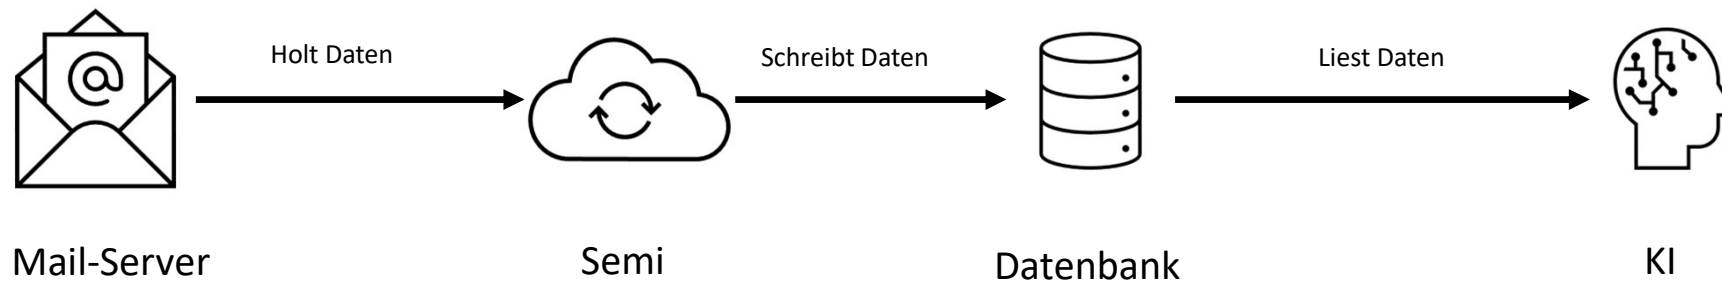 Holt Daten
Schreibt Daten
Liest Daten
Mail-Server
Semi
Datenbank
KI